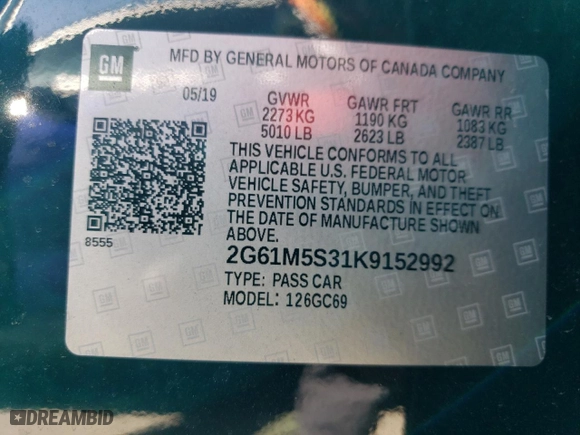 GM
MFD BY GENERAL MOTORS OF CANADA COMPANY
05/19 GVWR GAWR FRT GAWR RR
2273 KG 1190 KG 1083 KG
5010 LB 2623 LB 2387 LB
THIS VEHICLE CONFORMS TO ALL
APPLICABLE U.S. FEDERAL MOTOR
VEHICLE SAFETY, BUMPER, AND THEFT
PREVENTION STANDARDS IN EFFECT ON
THE DATE OF MANUFACTURE SHOWN
ABOVE.
8555
2G61M5S31K9152992
TYPE: PASS CAR
MODEL: 126GC69
DREAMBID